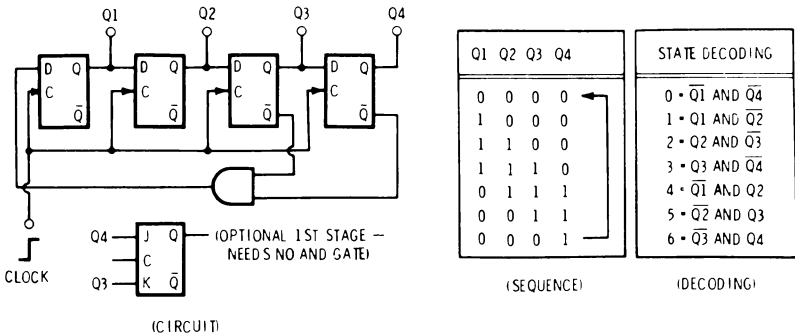 Q1 Q2 Q3 Q4
D Q D Q D Q D Q
C C C C
Q̅ Q̅ Q̅ Q̅
CLOCK
Q4 J Q (OPTIONAL 1ST STAGE –
NEEDS NO AND GATE)
C
Q3 K Q̅
(CIRCUIT)
Q1 Q2 Q3 Q4
0 0 0 0
1 0 0 0
1 1 0 0
1 1 1 0
0 1 1 1
0 0 1 1
0 0 0 1
(SEQUENCE)
STATE DECODING
0 = Q̅1̅ AND Q̅4̅
1 = Q1 AND Q̅2̅
2 = Q2 AND Q̅3̅
3 = Q3 AND Q̅4̅
4 = Q̅1̅ AND Q2
5 = Q̅2̅ AND Q3
6 = Q̅3̅ AND Q4
(DECODING)